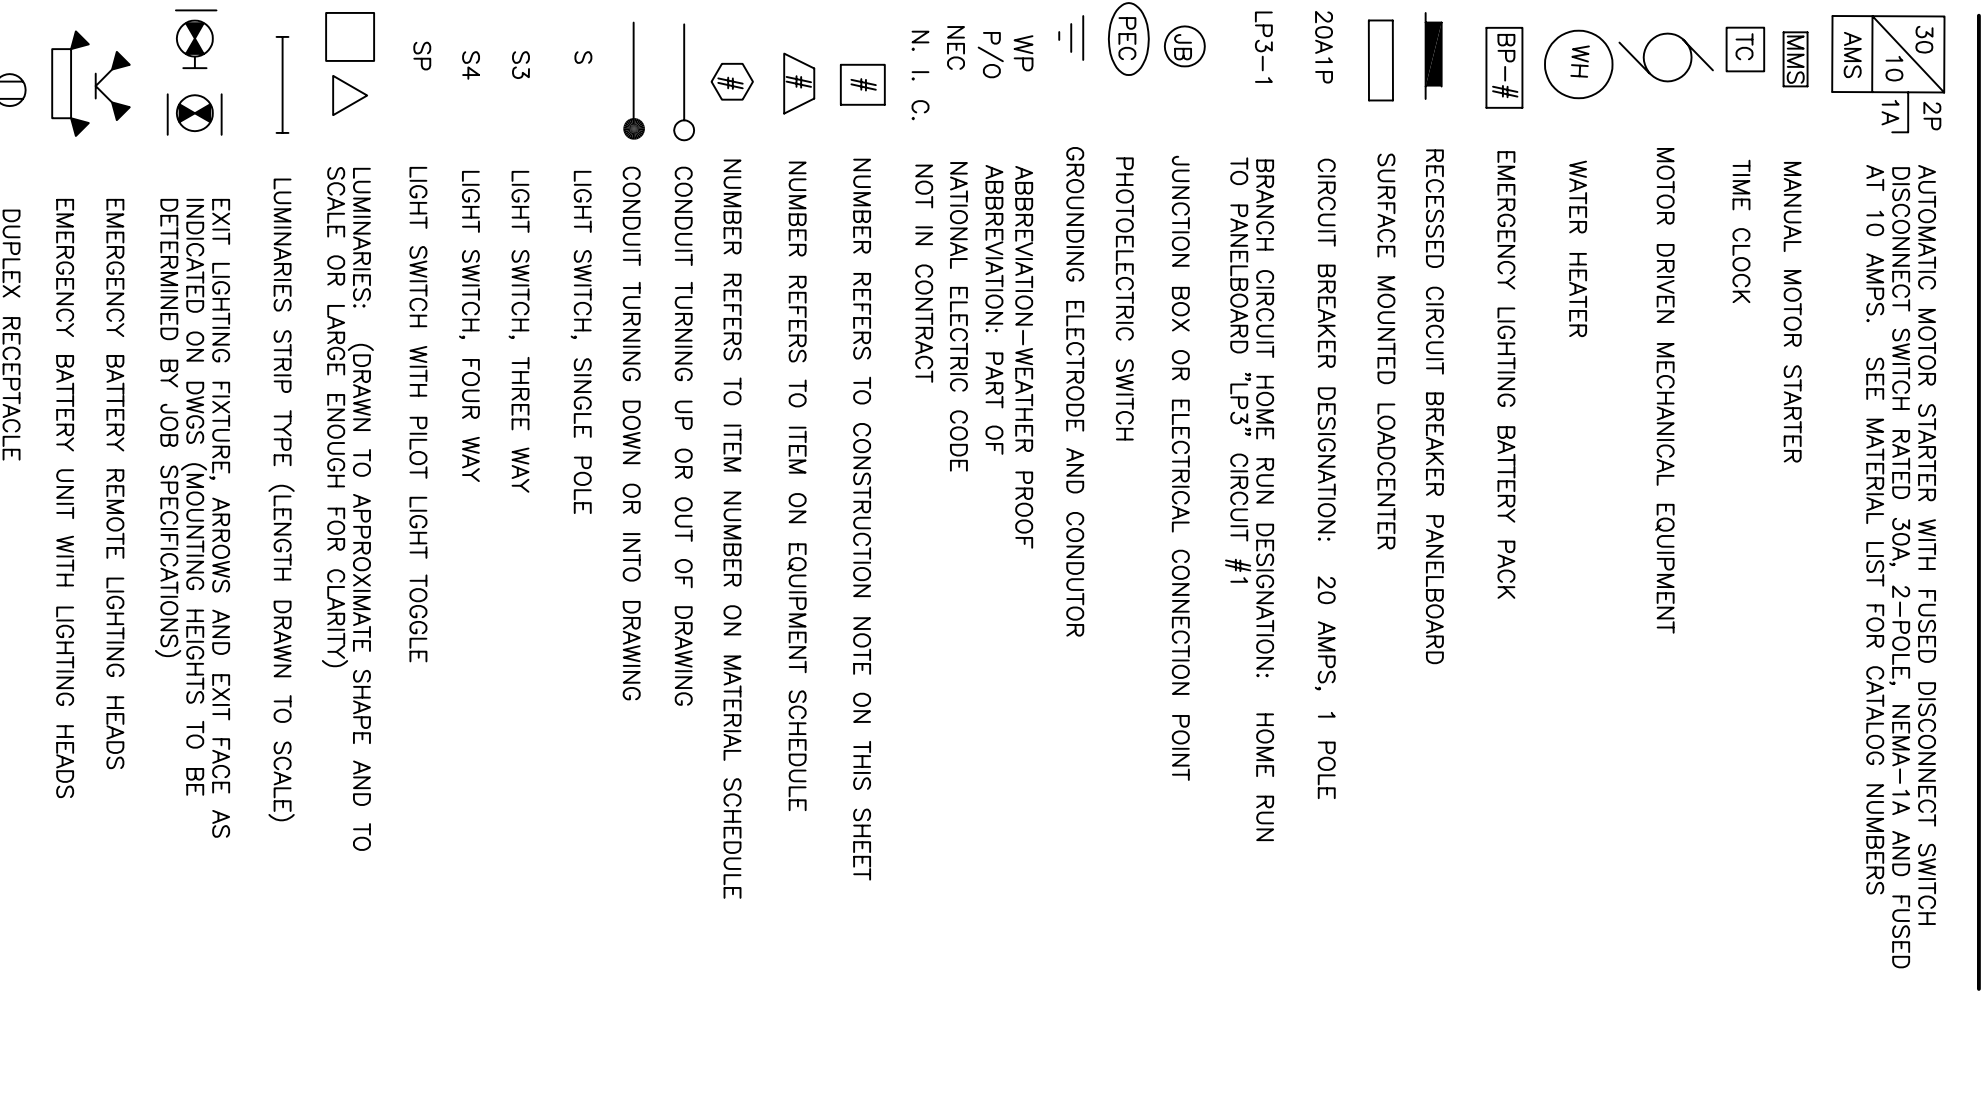 30
10
AMS
2P
1A
AUTOMATIC MOTOR STARTER WITH FUSED DISCONNECT SWITCH
DISCONNECT SWITCH RATED 30A, 2-POLE, NEMA-1A AND FUSED
AT 10 AMPS. SEE MATERIAL LIST FOR CATALOG NUMBERS
MMS MANUAL MOTOR STARTER
TC TIME CLOCK
MOTOR DRIVEN MECHANICAL EQUIPMENT
WH WATER HEATER
BP-# EMERGENCY LIGHTING BATTERY PACK
RECESSED CIRCUIT BREAKER PANELBOARD
SURFACE MOUNTED LOADCENTER
20A1P CIRCUIT BREAKER DESIGNATION: 20 AMPS, 1 POLE
LP3-1 BRANCH CIRCUIT HOME RUN DESIGNATION: HOME RUN
TO PANELBOARD "LP3" CIRCUIT #1
JB JUNCTION BOX OR ELECTRICAL CONNECTION POINT
PEC PHOTOELECTRIC SWITCH
GROUNDING ELECTRODE AND CONDUTOR
WP ABBREVIATION-WEATHER PROOF
P/O ABBREVIATION: PART OF
NEC NATIONAL ELECTRIC CODE
N. I. C. NOT IN CONTRACT
# NUMBER REFERS TO CONSTRUCTION NOTE ON THIS SHEET
# NUMBER REFERS TO ITEM ON EQUIPMENT SCHEDULE
# NUMBER REFERS TO ITEM NUMBER ON MATERIAL SCHEDULE
CONDUIT TURNING UP OR OUT OF DRAWING
CONDUIT TURNING DOWN OR INTO DRAWING
S LIGHT SWITCH, SINGLE POLE
S3 LIGHT SWITCH, THREE WAY
S4 LIGHT SWITCH, FOUR WAY
SP LIGHT SWITCH WITH PILOT LIGHT TOGGLE
LUMINARIES: (DRAWN TO APPROXIMATE SHAPE AND TO
SCALE OR LARGE ENOUGH FOR CLARITY)
LUMINARIES STRIP TYPE (LENGTH DRAWN TO SCALE)
EXIT LIGHTING FIXTURE, ARROWS AND EXIT FACE AS
INDICATED ON DWGS (MOUNTING HEIGHTS TO BE
DETERMINED BY JOB SPECIFICATIONS)
EMERGENCY BATTERY REMOTE LIGHTING HEADS
EMERGENCY BATTERY UNIT WITH LIGHTING HEADS
DUPLEX RECEPTACLE